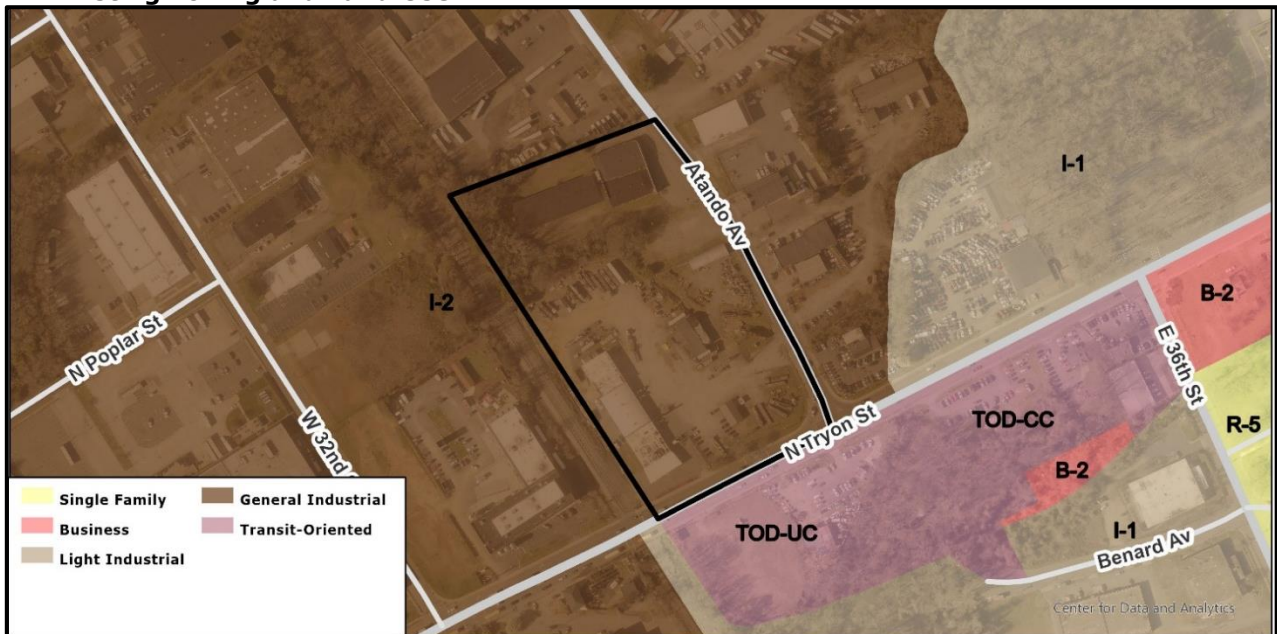 I-1
Atando Av
B-2
I-2
N Poplar St
E 36th St
N Tryon St
TOD-CC
R-5
W 32nd
B-2
TOD-UC
I-1
Benard Av
Single Family
General Industrial
Business
Transit-Oriented
Light Industrial
Center for Data and Analytics